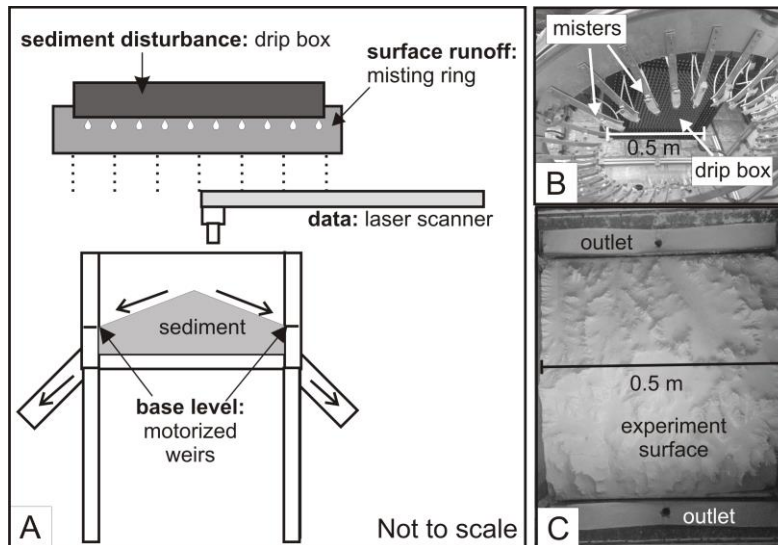 sediment disturbance: drip box
surface runoff:
misting ring
data: laser scanner
sediment
base level:
motorized
weirs
A
Not to scale
misters
0.5 m
drip box
B
outlet
0.5 m
experiment
surface
outlet
C